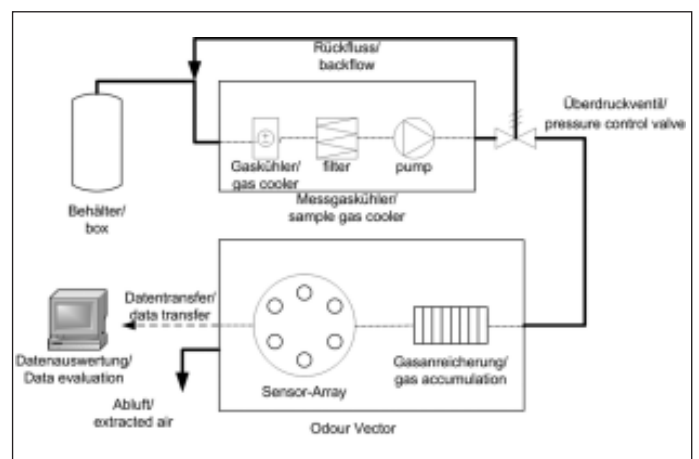 Rückfluss/
backflow
Überdruckventil/
pressure control valve
Gaskühler/
gas cooler
filter
pump
Messgaskühler/
sample gas cooler
Behälter/
box
Datentransfer/
data transfer
Datenauswertung/
Data evaluation
Gasanreicherung/
gas accumulation
Sensor-Array
Abluft/
extracted air
Odour Vector